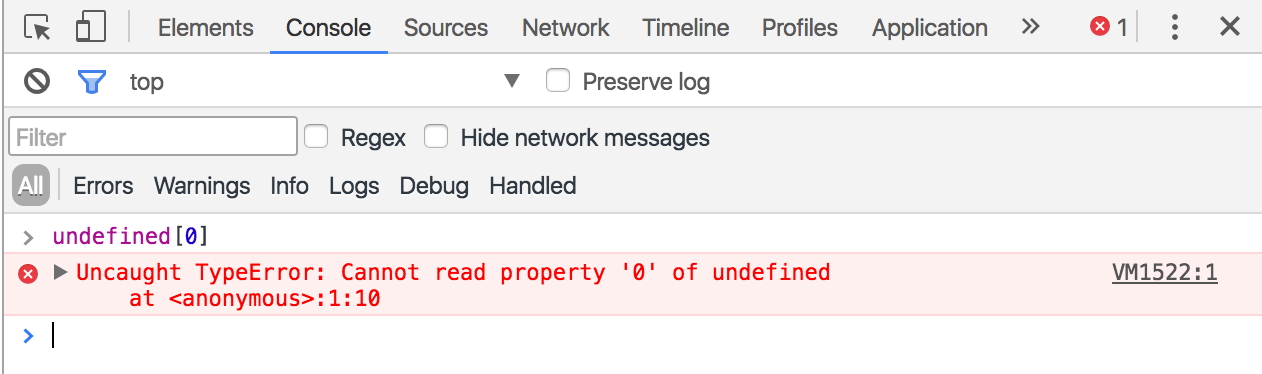 Elements Console Sources Network Timeline Profiles Application 1
top Preserve log
Filter Regex Hide network messages
All Errors Warnings Info Logs Debug Handled
undefined[0]
Uncaught TypeError: Cannot read property '0' of undefined VM1522:1
at <anonymous>:1:10